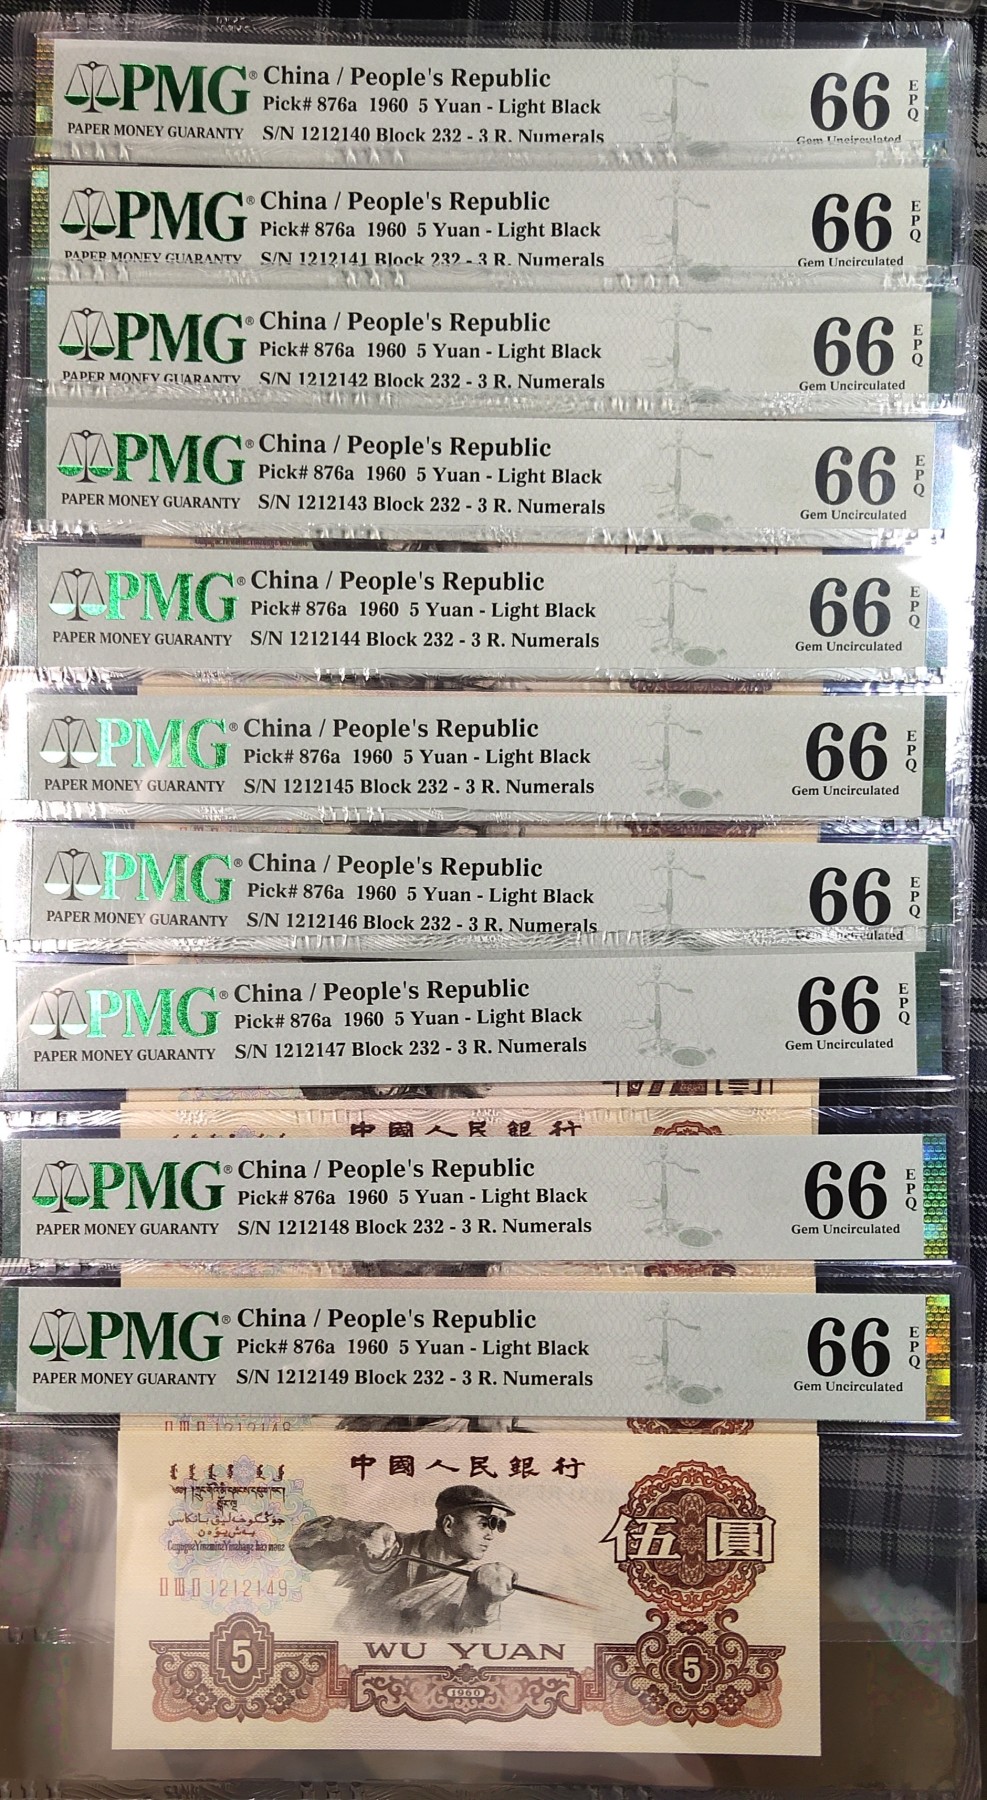 PMG® China / People's Republic
Pick# 876a 1960 5 Yuan - Light Black
PAPER MONEY GUARANTY S/N 1212140 Block 232 - 3 R. Numerals
66 EPQ
Gem Uncirculated
PMG® China / People's Republic
Pick# 876a 1960 5 Yuan - Light Black
PAPER MONEY GUARANTY S/N 1212141 Block 232 - 3 R. Numerals
66 EPQ
Gem Uncirculated
PMG® China / People's Republic
Pick# 876a 1960 5 Yuan - Light Black
PAPER MONEY GUARANTY S/N 1212142 Block 232 - 3 R. Numerals
66 EPQ
Gem Uncirculated
PMG® China / People's Republic
Pick# 876a 1960 5 Yuan - Light Black
PAPER MONEY GUARANTY S/N 1212143 Block 232 - 3 R. Numerals
66 EPQ
Gem Uncirculated
PMG® China / People's Republic
Pick# 876a 1960 5 Yuan - Light Black
PAPER MONEY GUARANTY S/N 1212144 Block 232 - 3 R. Numerals
66 EPQ
Gem Uncirculated
PMG® China / People's Republic
Pick# 876a 1960 5 Yuan - Light Black
PAPER MONEY GUARANTY S/N 1212145 Block 232 - 3 R. Numerals
66 EPQ
Gem Uncirculated
PMG® China / People's Republic
Pick# 876a 1960 5 Yuan - Light Black
PAPER MONEY GUARANTY S/N 1212146 Block 232 - 3 R. Numerals
66 EPQ
Gem Uncirculated
PMG® China / People's Republic
Pick# 876a 1960 5 Yuan - Light Black
PAPER MONEY GUARANTY S/N 1212147 Block 232 - 3 R. Numerals
66 EPQ
Gem Uncirculated
中國人民銀行
PMG® China / People's Republic
Pick# 876a 1960 5 Yuan - Light Black
PAPER MONEY GUARANTY S/N 1212148 Block 232 - 3 R. Numerals
66 EPQ
Gem Uncirculated
PMG® China / People's Republic
Pick# 876a 1960 5 Yuan - Light Black
PAPER MONEY GUARANTY S/N 1212149 Block 232 - 3 R. Numerals
66 EPQ
Gem Uncirculated
ⅡⅢⅡ 1212148
中國人民銀行
伍圓
ⅡⅢⅡ 1212149
WU YUAN
5
5
1960